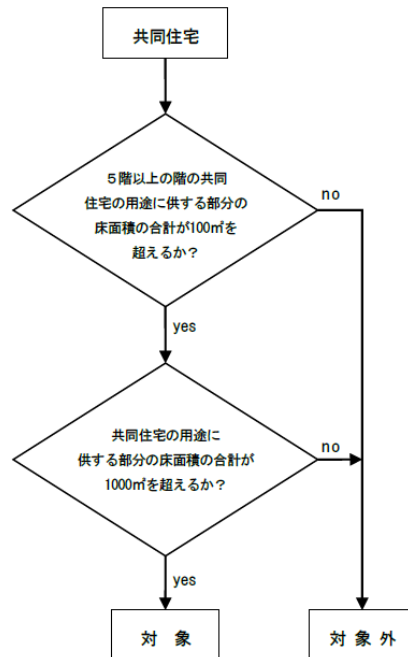 共同住宅
５階以上の階の共同
住宅の用途に供する部分の
床面積の合計が100㎡を
超えるか？
no
yes
共同住宅の用途に
供する部分の床面積の合計が
1000㎡を超えるか？
no
yes
対　象
対 象 外